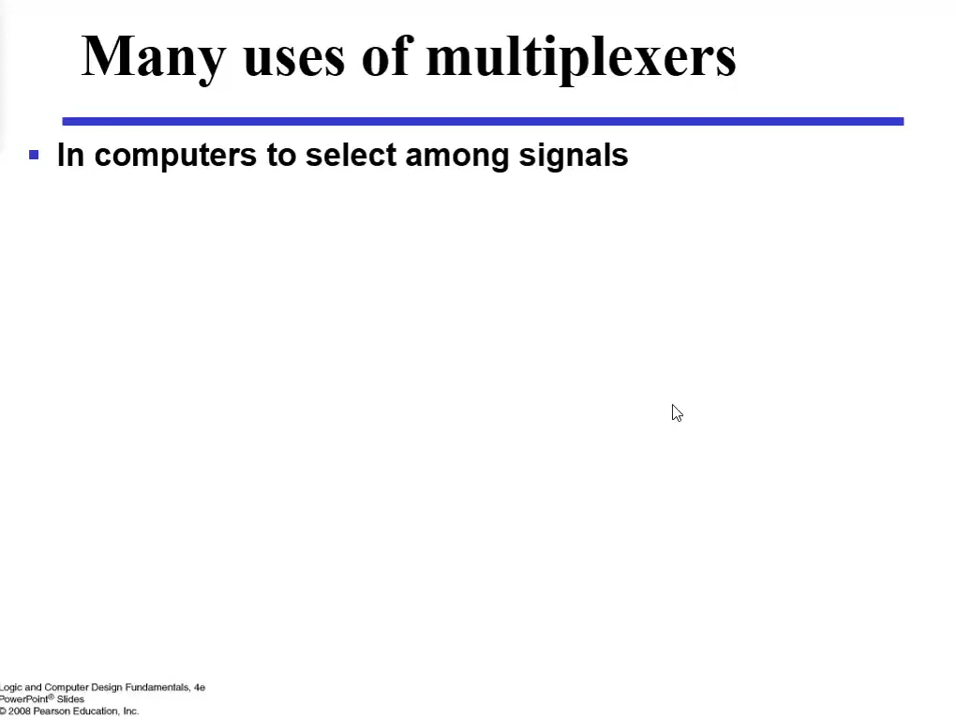 Many uses of multiplexers
In computers to select among signals
Logic and Computer Design Fundamentals, 4e
PowerPoint® Slides
© 2008 Pearson Education, Inc.